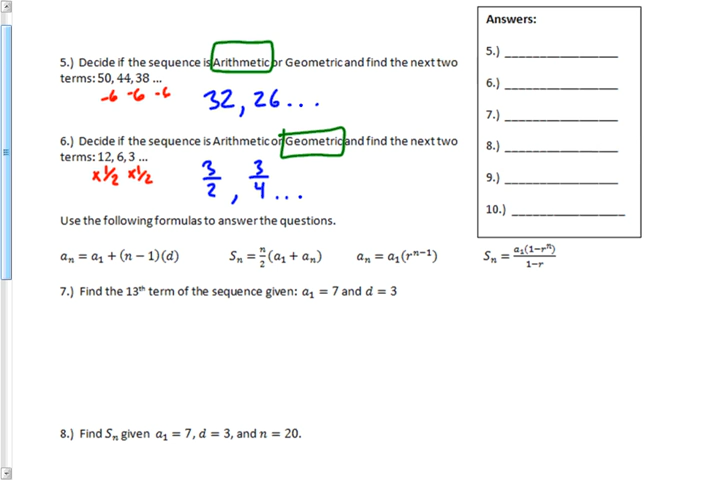 5.) Decide if the sequence is Arithmetic or Geometric and find the next two
terms: 50, 44, 38 ...
-6 -6 -6
32, 26...
6.) Decide if the sequence is Arithmetic or Geometric and find the next two
terms: 12, 6, 3 ...
x1/2 x1/2
3/2, 3/4 ...
Use the following formulas to answer the questions.
aₙ = a₁ + (n − 1)(d) Sₙ = n/2 (a₁ + aₙ) aₙ = a₁(rⁿ⁻¹) Sₙ = a₁(1−rⁿ)/1−r
7.) Find the 13ᵗʰ term of the sequence given: a₁ = 7 and d = 3
8.) Find Sₙ given a₁ = 7, d = 3, and n = 20.
Answers:
5.) ________________
6.) ________________
7.) ________________
8.) ________________
9.) ________________
10.) ________________